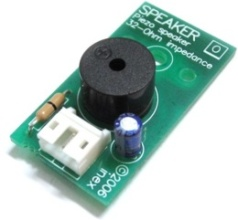 SPEAKER
Piezo speaker
32-Ohm impedance
©2006
inex